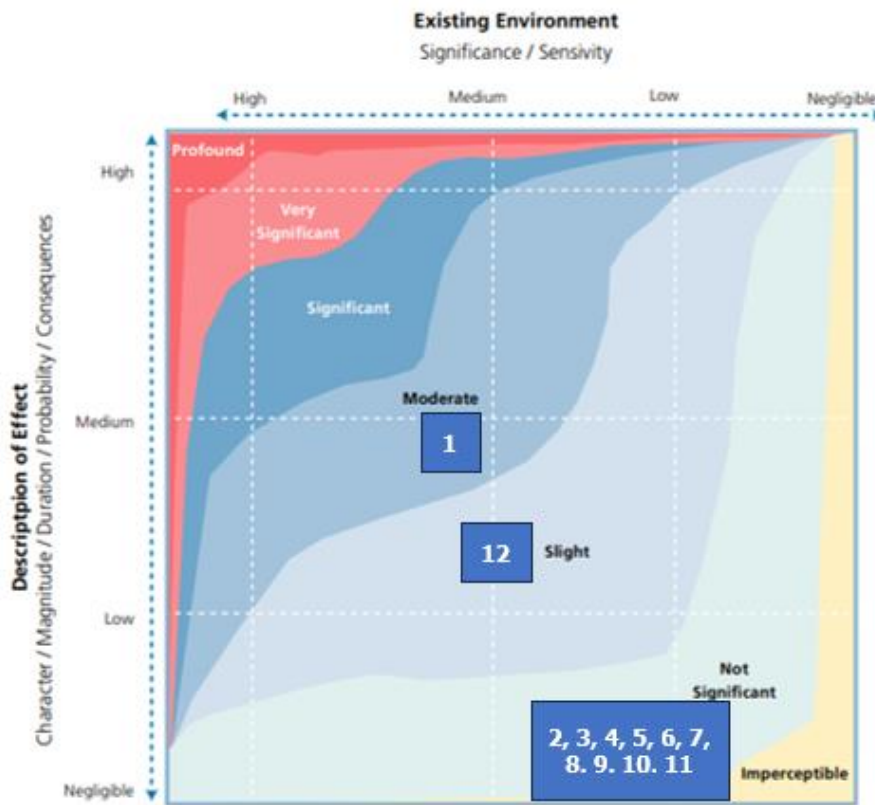 Existing Environment
Significance / Sensivity
High
Medium
Low
Negligible
Descriptpion of Effect
Character / Magnitude / Duration / Probability / Consequences
High
Medium
Low
Negligible
Profound
Very
Significant
Significant
Moderate
1
12
Slight
Not
Significant
2, 3, 4, 5, 6, 7,
8. 9. 10. 11
Imperceptible